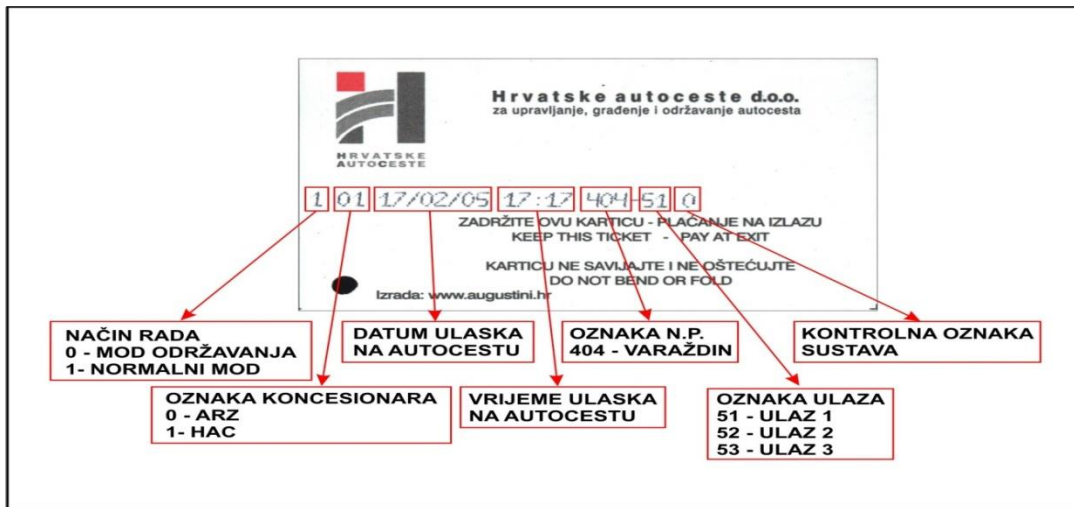 Hrvatske autoceste d.o.o.
za upravljanje, građenje i održavanje autocesta
HRVATSKE
AUTOCESTE
1 01 17/02/05 17:17 404-51 0
ZADRŽITE OVU KARTICU - PLAĆANJE NA IZLAZU
KEEP THIS TICKET - PAY AT EXIT
KARTICU NE SAVIJAJTE I NE OŠTEĆUJTE
DO NOT BEND OR FOLD
Izrada: www.augustini.hr
NAČIN RADA
0 - MOD ODRŽAVANJA
1- NORMALNI MOD
DATUM ULASKA
NA AUTOCESTU
OZNAKA N.P.
404 - VARAŽDIN
KONTROLNA OZNAKA
SUSTAVA
OZNAKA KONCESIONARA
0 - ARZ
1- HAC
VRIJEME ULASKA
NA AUTOCESTU
OZNAKA ULAZA
51 - ULAZ 1
52 - ULAZ 2
53 - ULAZ 3